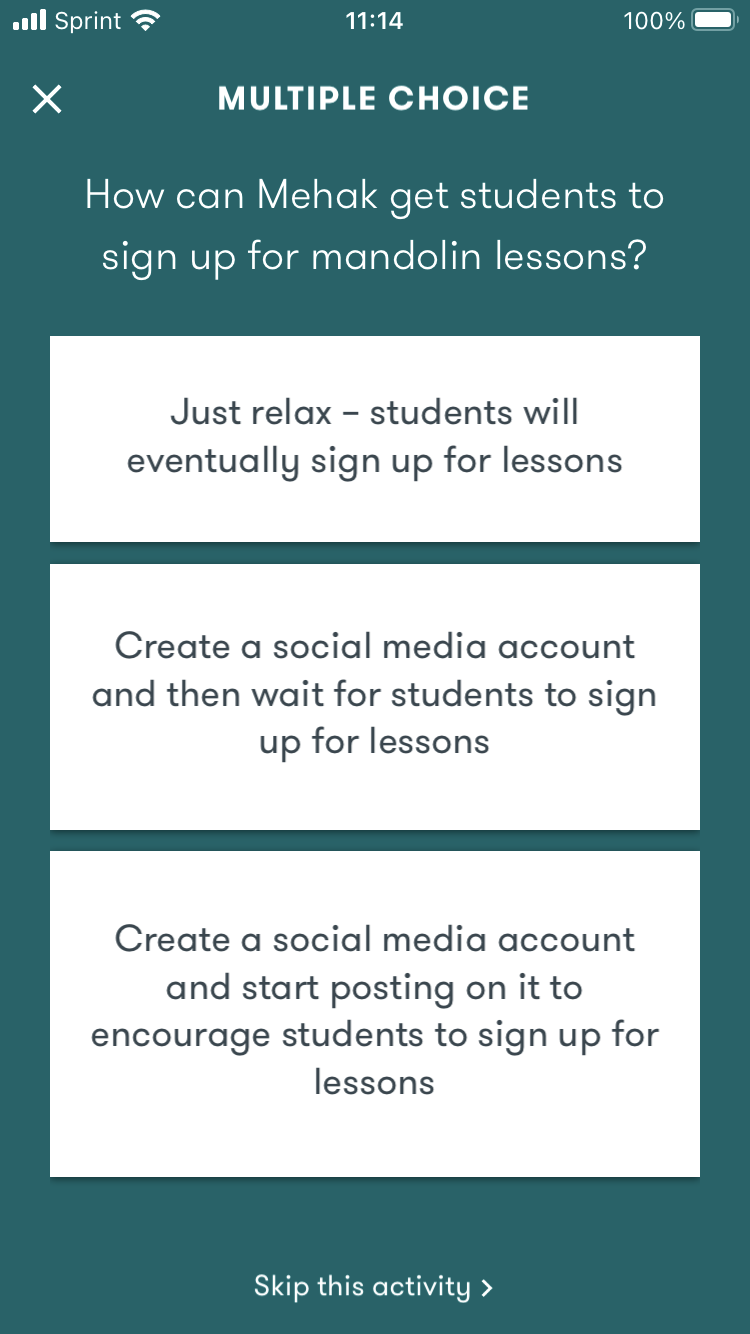 Sprint 11:14 100%
MULTIPLE CHOICE
How can Mehak get students to
sign up for mandolin lessons?
Just relax – students will
eventually sign up for lessons
Create a social media account
and then wait for students to sign
up for lessons
Create a social media account
and start posting on it to
encourage students to sign up for
lessons
Skip this activity >